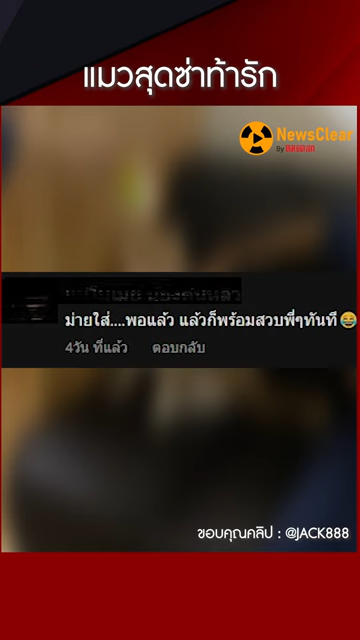 แมวสุดซ่าท้ารัก
NewsClear
By
ม่ายใส่....พอแล้ว แล้วก็พร้อมสวบพี่ๆทันที😂
4วัน ที่แล้ว ตอบกลับ
ขอบคุณคลิป : @JACK888